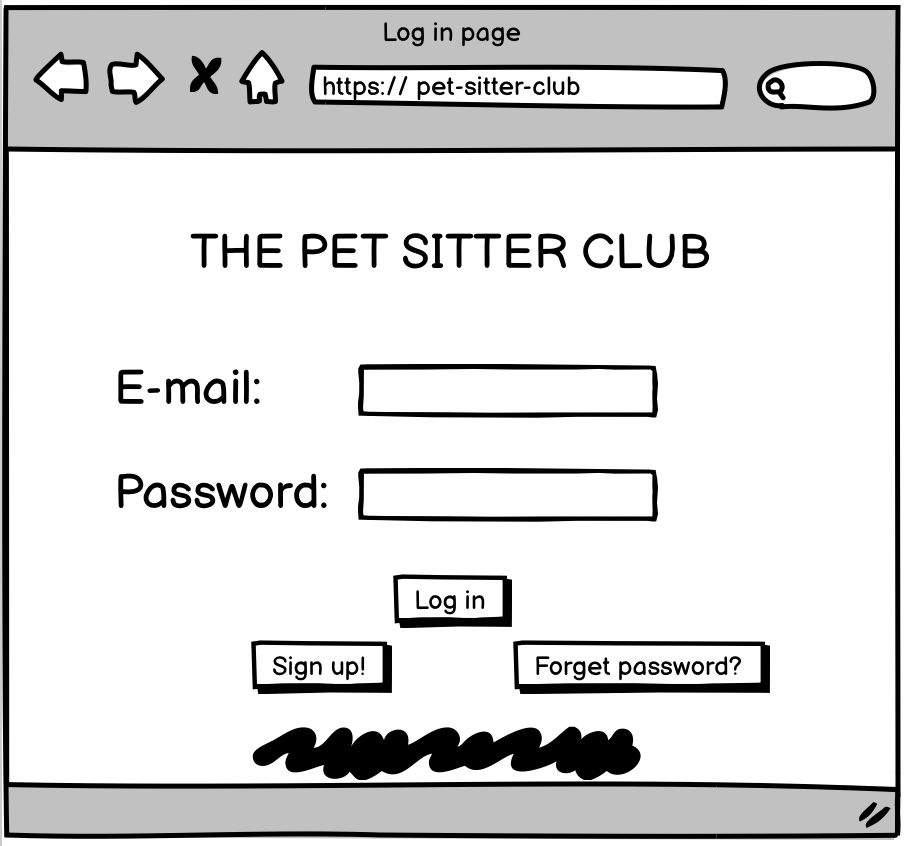 Log in page
https:// pet-sitter-club
THE PET SITTER CLUB
E-mail:
Password:
Log in
Sign up!
Forget password?